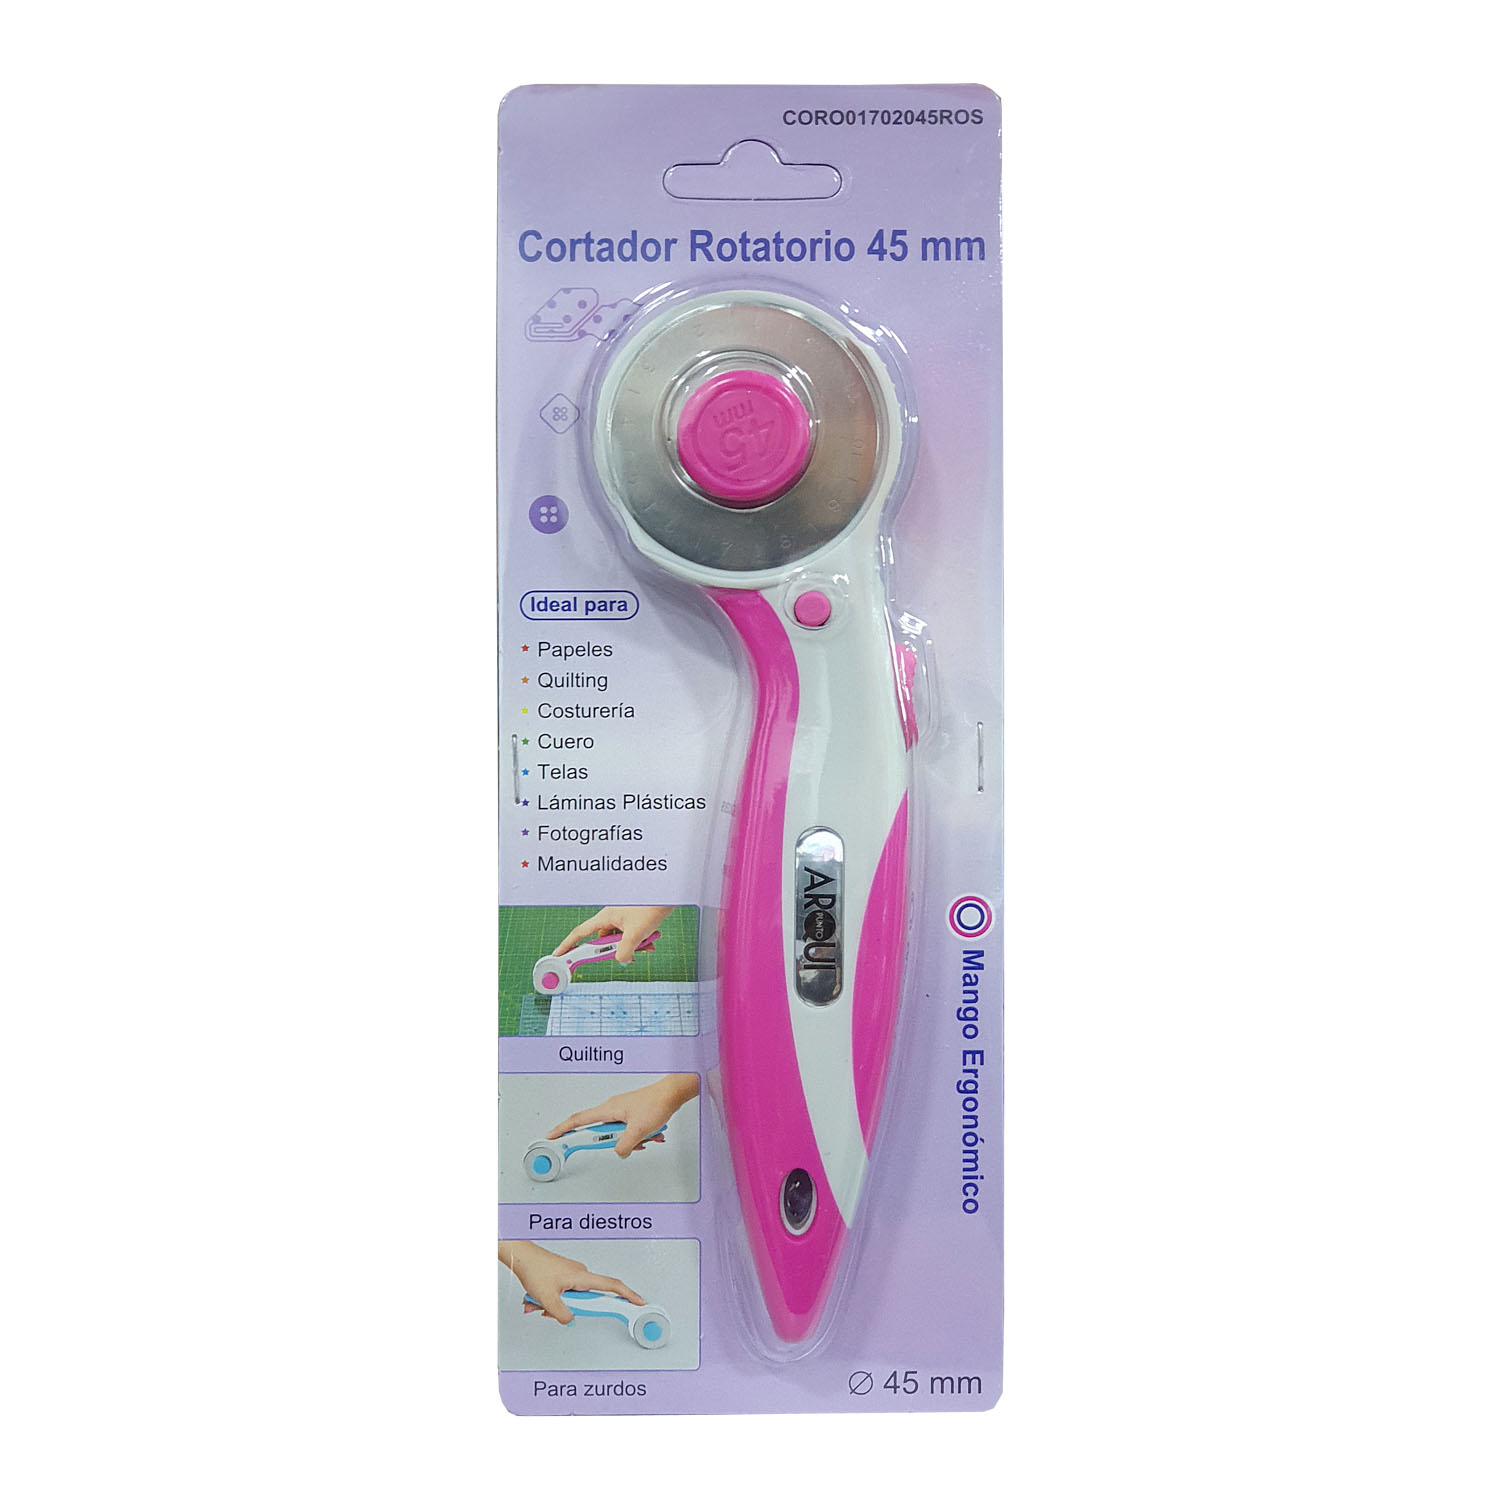 CORO01702045ROS
Cortador Rotatorio 45 mm
45
mm
Ideal para
Papeles
Quilting
Costurería
Cuero
Telas
Láminas Plásticas
Fotografías
Manualidades
ARQUI
PUNTO
Mango Ergonómico
Quilting
Para diestros
Para zurdos
Ø 45 mm